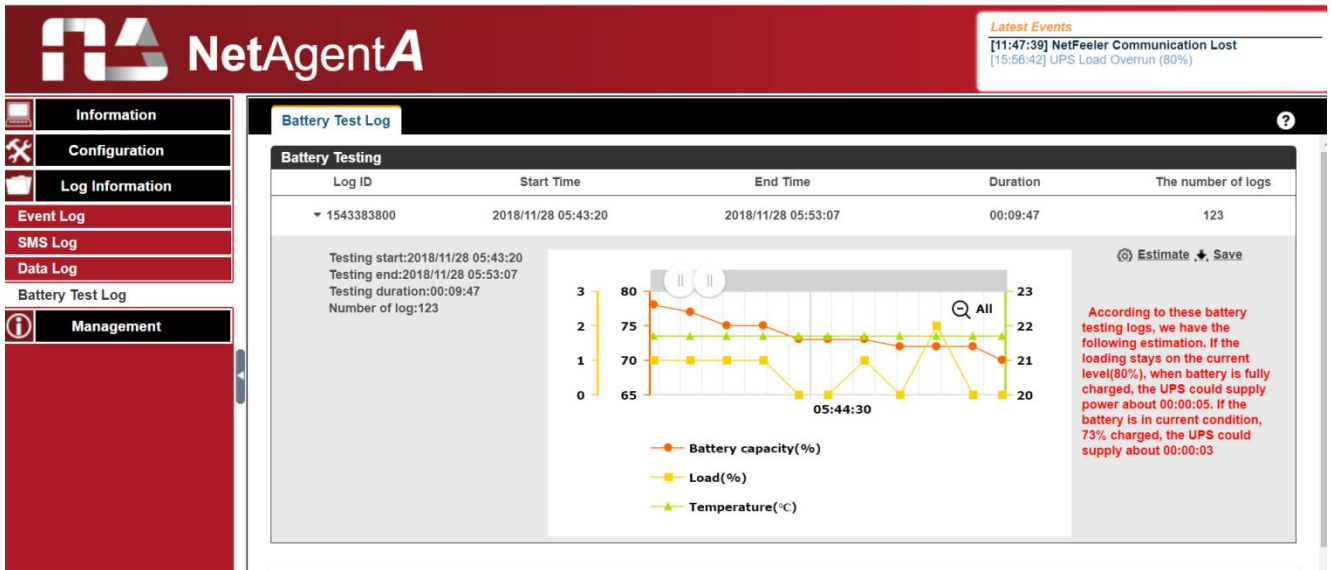 NetAgentA
Latest Events
[11:47:39] NetFeeler Communication Lost
[15:56:42] UPS Load Overrun (80%)
Information
Configuration
Log Information
Event Log
SMS Log
Data Log
Battery Test Log
Management
Battery Test Log
?
Battery Testing
Log ID Start Time End Time Duration The number of logs
1543383800 2018/11/28 05:43:20 2018/11/28 05:53:07 00:09:47 123
Testing start:2018/11/28 05:43:20
Testing end:2018/11/28 05:53:07
Testing duration:00:09:47
Number of log:123
Estimate Save
3 80 23
All
2 75 22
1 70 21
0 65 20
05:44:30
Battery capacity(%)
Load(%)
Temperature(°C)
According to these battery
testing logs, we have the
following estimation. If the
loading stays on the current
level(80%), when battery is fully
charged, the UPS could supply
power about 00:00:05. If the
battery is in current condition,
73% charged, the UPS could
supply about 00:00:03